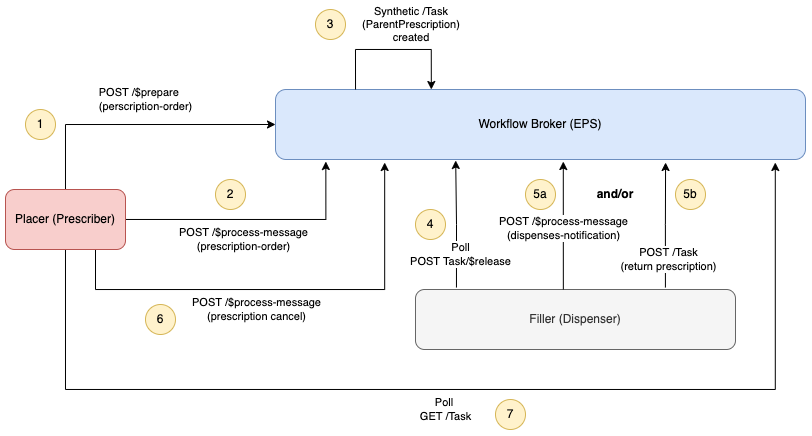 3
Synthetic /Task
(ParentPrescription)
created
POST /$prepare
(perscription-order)
1
Workflow Broker (EPS)
2
5a
and/or
5b
Placer (Prescriber)
POST /$process-message
(prescription-order)
4
POST /$process-message
(dispenses-notification)
Poll
POST Task/$release
POST /Task
(return prescription)
POST /$process-message
(prescription cancel)
6
Filler (Dispenser)
Poll
GET /Task
7